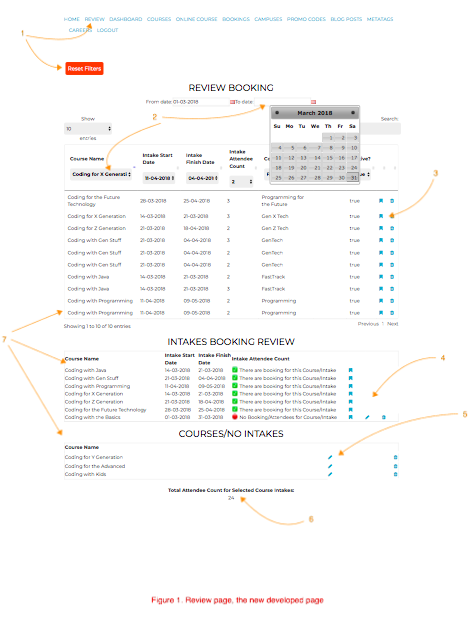 HOME REVIEW DASHBOARD COURSES ONLINE COURSE BOOKINGS CAMPUSES PROMO CODES BLOG POSTS METATAGS
CAREERS LOGOUT
1
Reset Filters
REVIEW BOOKING
From date: 01-03-2018 To date:
2
March 2018
Su Mo Tu We Th Fr Sa
1 2 3
4 5 6 7 8 9 10
11 12 13 14 15 16 17
18 19 20 21 22 23 24
25 26 27 28 29 30 31
Show
10
entries
Search:
Course Name Intake Start Date Intake Finish Date Intake Attendee Count
Coding for X Generati 11-04-2018 04-04-201 2
3
Coding for the Future Technology 28-03-2018 25-04-2018 3 Programming for the Future true
Coding for X Generation 14-03-2018 21-03-2018 3 Gen X Tech true
Coding for Z Generation 21-03-2018 18-04-2018 2 Gen Z Tech true
Coding with Gen Stuff 21-03-2018 04-04-2018 3 GenTech true
Coding with Gen Stuff 21-03-2018 04-04-2018 2 GenTech true
Coding with Gen Stuff 21-03-2018 04-04-2018 2 GenTech true
Coding with Java 14-03-2018 21-03-2018 2 FastTrack true
Coding with Java 14-03-2018 21-03-2018 3 FastTrack true
Coding with Programming 11-04-2018 09-05-2018 2 Programming true
Coding with Programming 11-04-2018 09-05-2018 2 Programming true
Showing 1 to 10 of 10 entries
Previous 1 Next
7
INTAKES BOOKING REVIEW
Course Name Intake Start Date Intake Finish Date Intake Attendee Count
4
Coding with Java 14-03-2018 21-03-2018 There are booking for this Course/Intake
Coding with Gen Stuff 21-03-2018 04-04-2018 There are booking for this Course/Intake
Coding with Programming 11-04-2018 09-05-2018 There are booking for this Course/Intake
Coding for X Generation 14-03-2018 21-03-2018 There are booking for this Course/Intake
Coding for Z Generation 21-03-2018 18-04-2018 There are booking for this Course/Intake
Coding for the Future Technology 28-03-2018 25-04-2018 There are booking for this Course/Intake
Coding with the Basics 01-03-2018 31-03-2018 No Booking/Attendees for Course/Intake
5
COURSES/NO INTAKES
Course Name
Coding for Y Generation
Coding for the Advanced
Coding with Kids
Total Attendee Count for Selected Course Intakes:
24
6
Figure 1. Review page, the new developed page